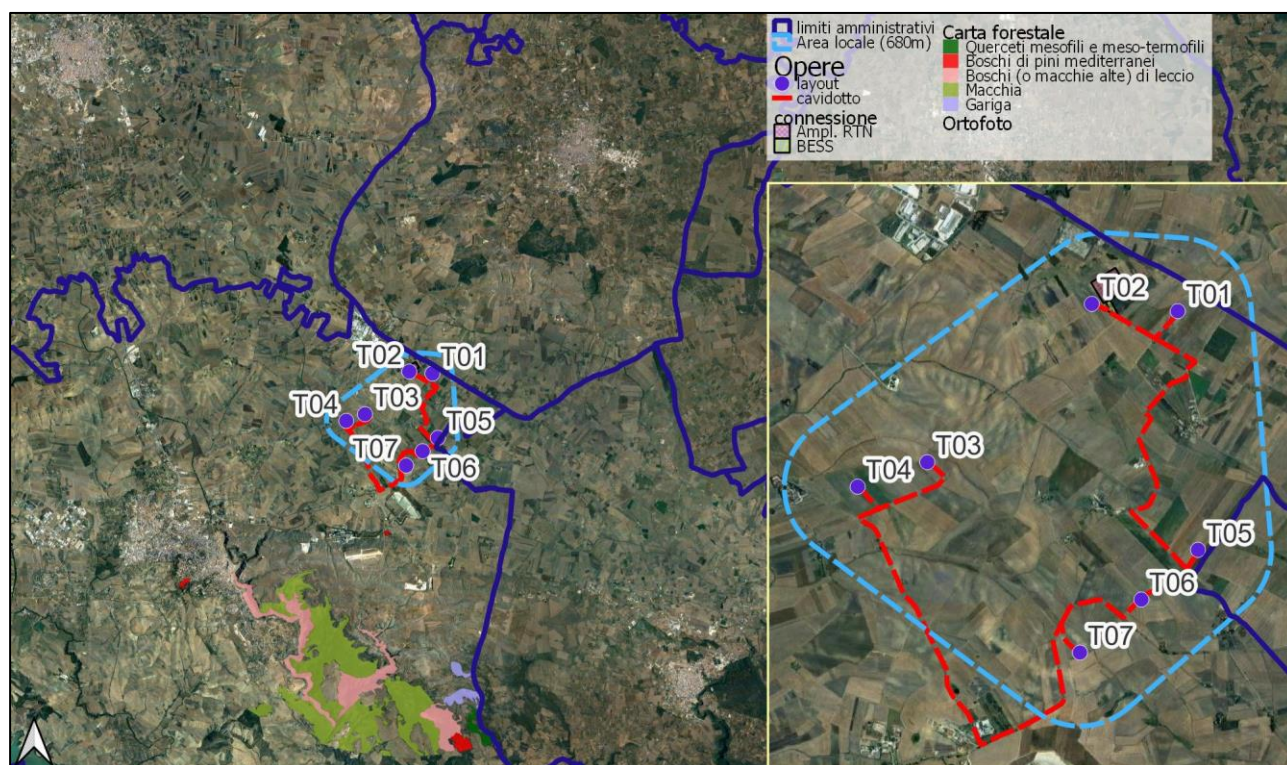 limiti amministrativi
Area locale (680m)
Opere
layout
cavidotto
connessione
Ampl. RTN
BESS
Carta forestale
Querceti mesofili e meso-termofili
Boschi di pini mediterranei
Boschi (o macchie alte) di leccio
Macchia
Gariga
Ortofoto
T02
T01
T03
T04
T05
T07
T06
T02
T01
T03
T04
T05
T06
T07